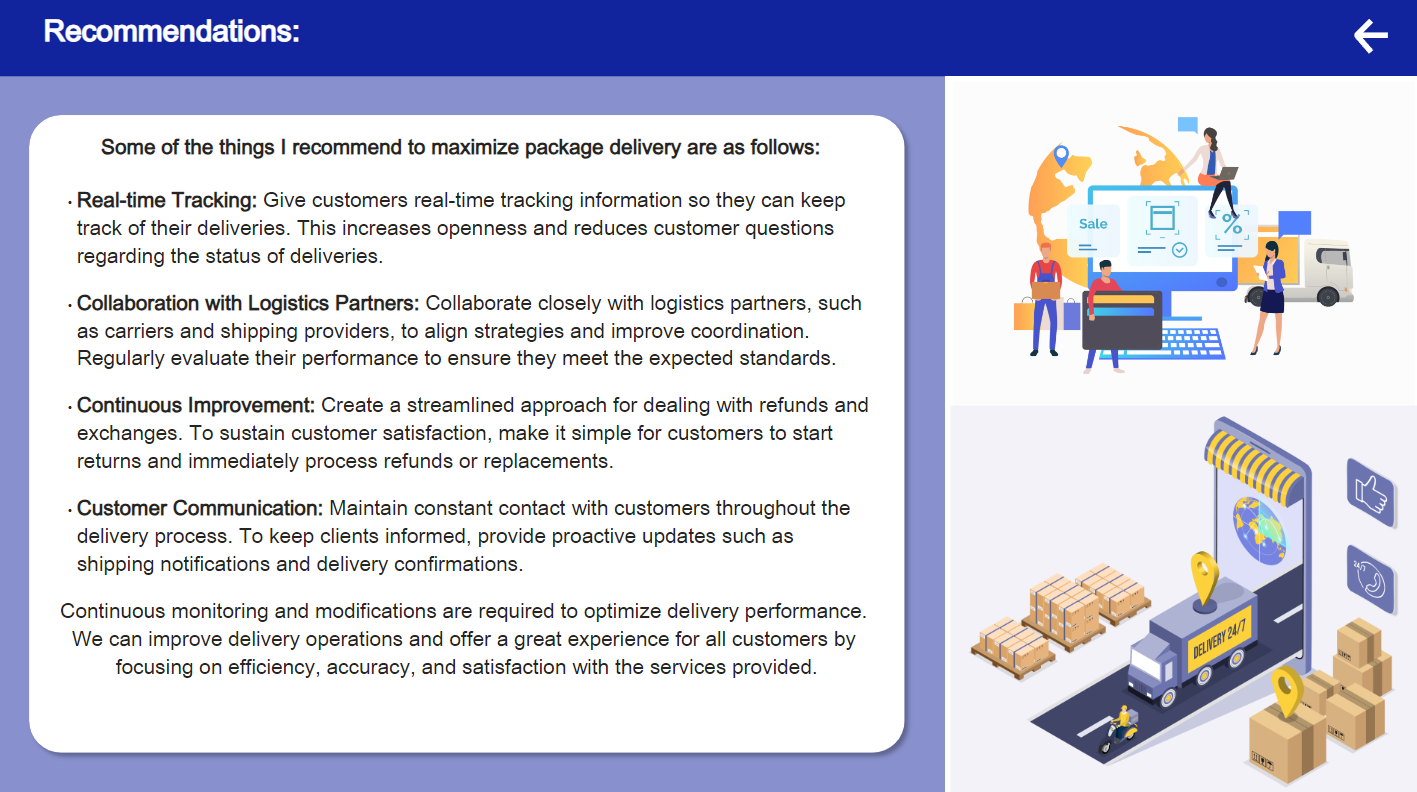 Recommendations:
Some of the things I recommend to maximize package delivery are as follows:
· Real-time Tracking: Give customers real-time tracking information so they can keep
track of their deliveries. This increases openness and reduces customer questions
regarding the status of deliveries.
· Collaboration with Logistics Partners: Collaborate closely with logistics partners, such
as carriers and shipping providers, to align strategies and improve coordination.
Regularly evaluate their performance to ensure they meet the expected standards.
· Continuous Improvement: Create a streamlined approach for dealing with refunds and
exchanges. To sustain customer satisfaction, make it simple for customers to start
returns and immediately process refunds or replacements.
· Customer Communication: Maintain constant contact with customers throughout the
delivery process. To keep clients informed, provide proactive updates such as
shipping notifications and delivery confirmations.
Continuous monitoring and modifications are required to optimize delivery performance.
We can improve delivery operations and offer a great experience for all customers by
focusing on efficiency, accuracy, and satisfaction with the services provided.
Sale
%
24/7
DELIVERY 24/7